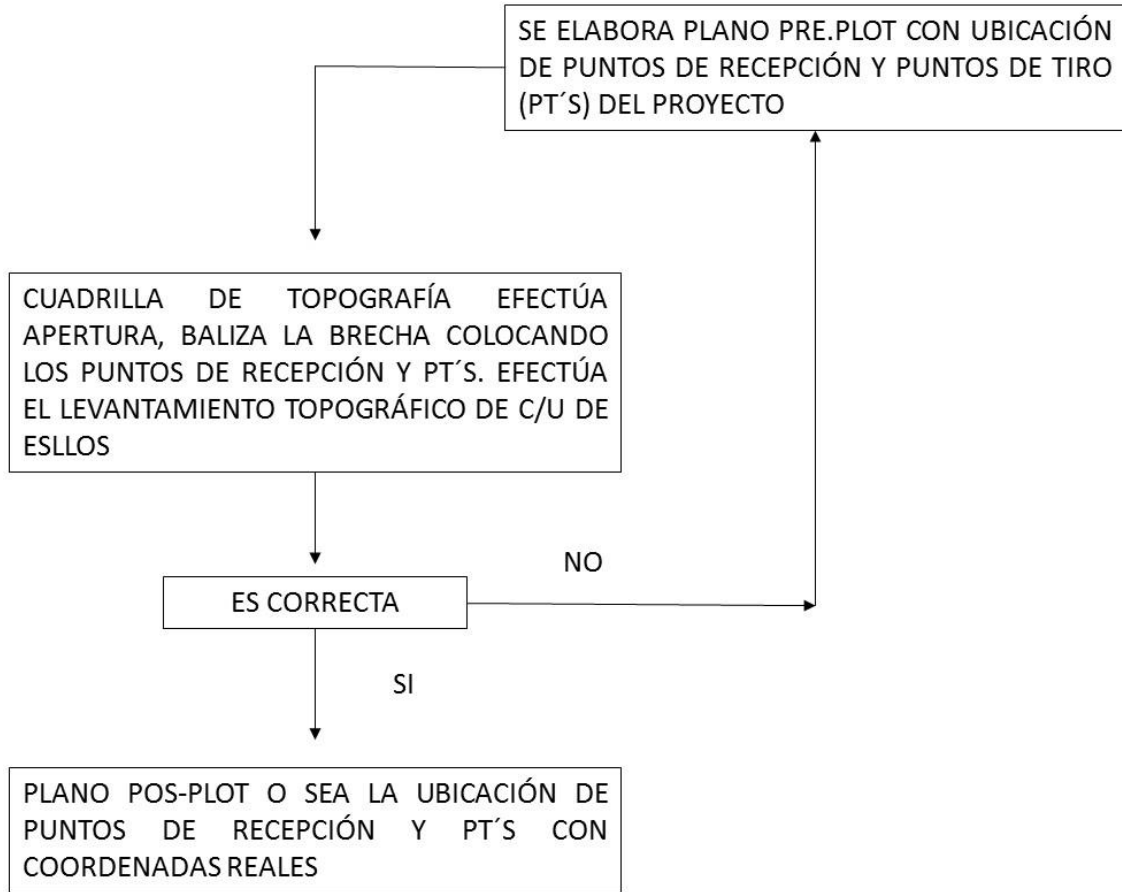 SE ELABORA PLANO PRE.PLOT CON UBICACIÓN
DE PUNTOS DE RECEPCIÓN Y PUNTOS DE TIRO
(PT´S) DEL PROYECTO
CUADRILLA DE TOPOGRAFÍA EFECTÚA
APERTURA, BALIZA LA BRECHA COLOCANDO
LOS PUNTOS DE RECEPCIÓN Y PT´S. EFECTÚA
EL LEVANTAMIENTO TOPOGRÁFICO DE C/U DE
ESLLOS
NO
ES CORRECTA
SI
PLANO POS-PLOT O SEA LA UBICACIÓN DE
PUNTOS DE RECEPCIÓN Y PT´S CON
COORDENADAS REALES